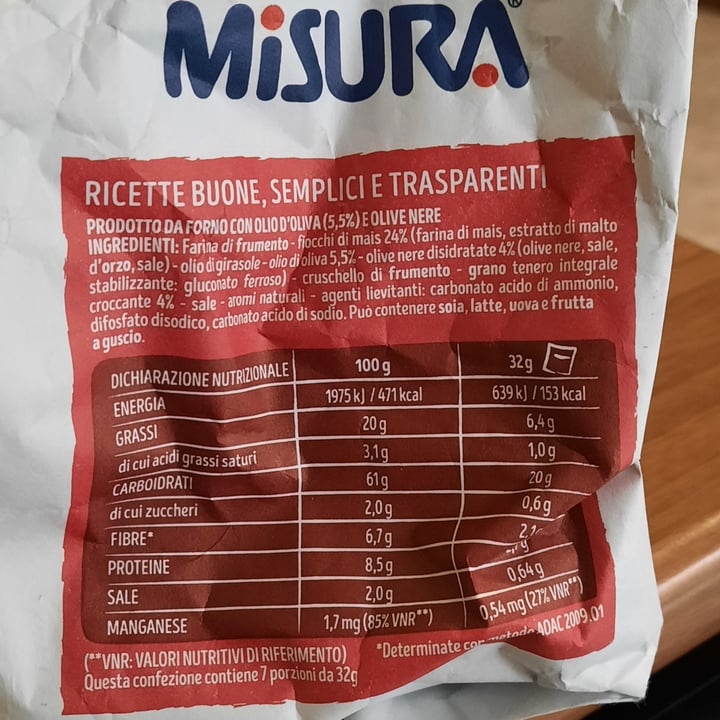 MiSURA®
RICETTE BUONE, SEMPLICI E TRASPARENTI
PRODOTTO DA FORNO CON OLIO D'OLIVA (5,5%) E OLIVE NERE
INGREDIENTI: Farina di frumento - fiocchi di mais 24% (farina di mais, estratto di malto
d'orzo, sale) - olio di girasole - olio di oliva 5,5% - olive nere disidratate 4% (olive nere, sale,
stabilizzante: gluconato ferroso) - cruschello di frumento - grano tenero integrale
croccante 4% - sale - aromi naturali - agenti lievitanti: carbonato acido di ammonio,
difosfato disodico, carbonato acido di sodio. Può contenere soia, latte, uova e frutta
a guscio.
DICHIARAZIONE NUTRIZIONALE 100 g 32g
ENERGIA 1975 kJ / 471 kcal 639 kJ / 153 kcal
GRASSI 20 g 6,4 g
di cui acidi grassi saturi 3,1 g 1,0 g
CARBOIDRATI 61 g 20 g
di cui zuccheri 2,0 g 0,6 g
FIBRE* 6,7 g
PROTEINE 8,5 g
SALE 2,0 g 0,64 g
MANGANESE 1,7 mg (85% VNR**) 0,54 mg (27% VNR**)
(**VNR: VALORI NUTRITIVI DI RIFERIMENTO) *Determinate con metodo AOAC 2009.01
Questa confezione contiene 7 porzioni da 32g